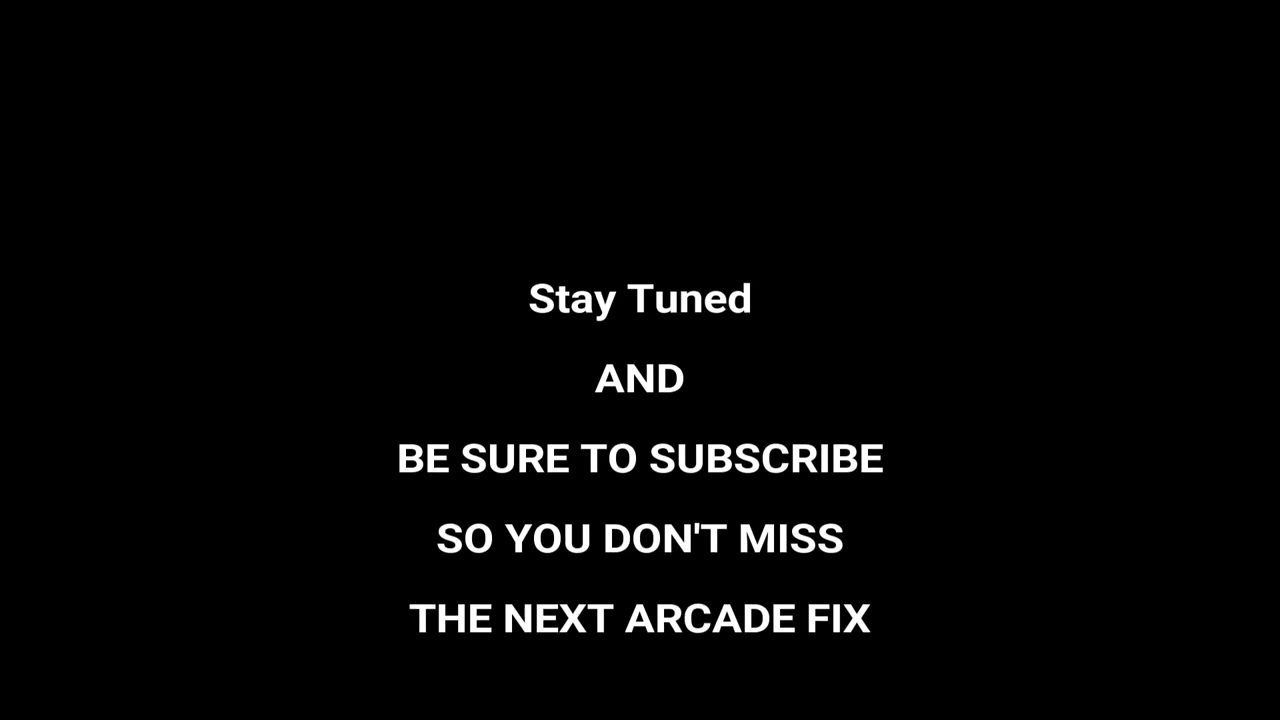 Stay Tuned
AND
BE SURE TO SUBSCRIBE
SO YOU DON'T MISS
THE NEXT ARCADE FIX